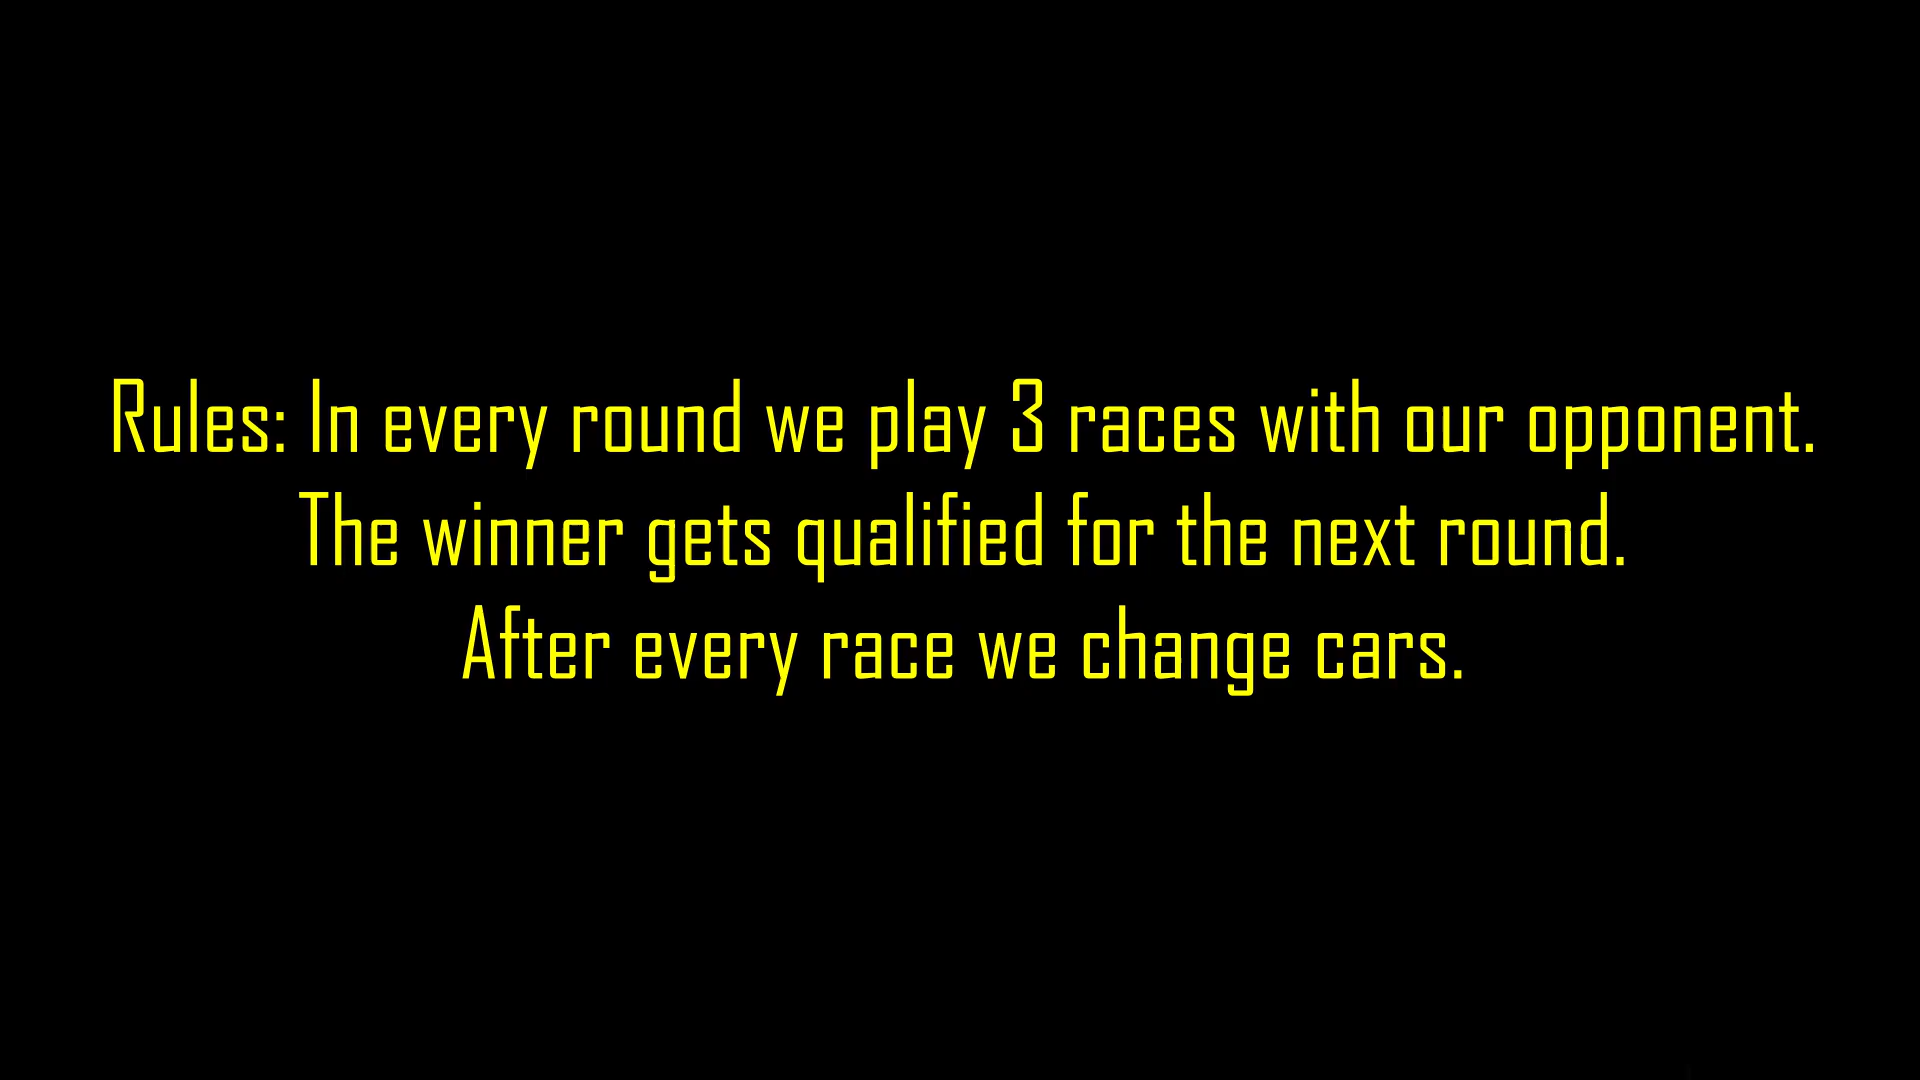 Rules: In every round we play 3 races with our opponent.
The winner gets qualified for the next round.
After every race we change cars.